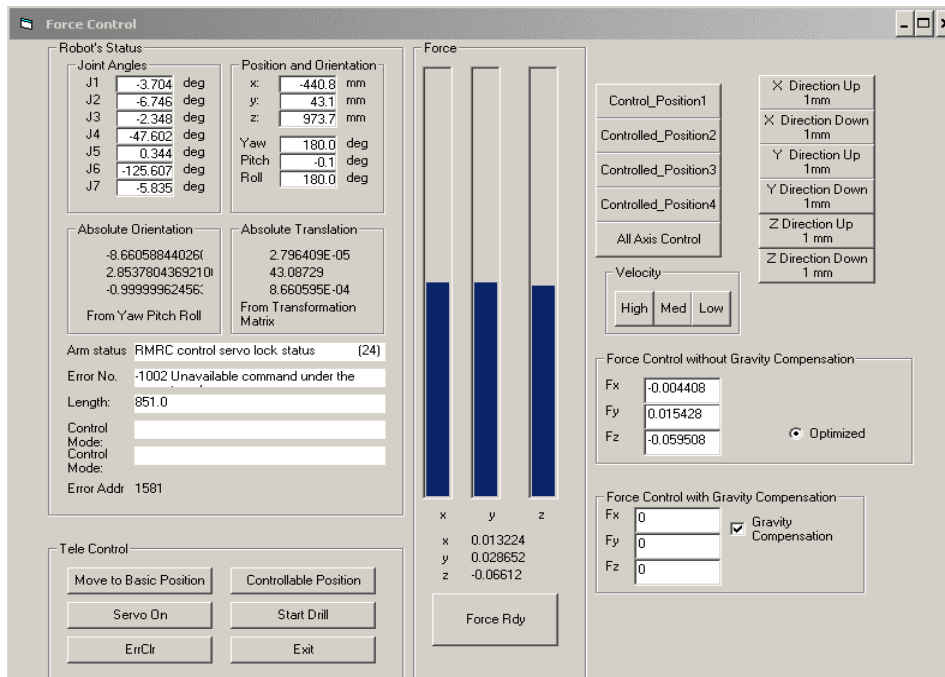 Force Control
Robot's Status
Joint Angles
J1 -3.704 deg
J2 -6.746 deg
J3 -2.348 deg
J4 -47.602 deg
J5 0.344 deg
J6 -125.607 deg
J7 -5.835 deg
Position and Orientation
x: -440.8 mm
y: 43.1 mm
z: 973.7 mm
Yaw 180.0 deg
Pitch -0.1 deg
Roll 180.0 deg
Absolute Orientation
-8.66058844026
2.853780436921
-0.9999996245
From Yaw Pitch Roll
Absolute Translation
2.796409E-05
43.08729
8.660595E-04
From Transformation
Matrix
Arm status RMRC control servo lock status (24)
Error No. -1002 Unavailable command under the
Length: 851.0
Control
Mode:
Control
Mode:
Error Addr 1581
Tele Control
Move to Basic Position Controllable Position
Servo On Start Drill
ErrClr Exit
Force
x y z
x 0.013224
y 0.028652
z -0.06612
Force Rdy
Control_Position1
Controlled_Position2
Controlled_Position3
Controlled_Position4
All Axis Control
X Direction Up
1mm
X Direction Down
1mm
Y Direction Up
1mm
Y Direction Down
1mm
Z Direction Up
1 mm
Z Direction Down
1 mm
Velocity
High Med Low
Force Control without Gravity Compensation
Fx -0.004408
Fy 0.015428
Fz -0.059508
Optimized
Force Control with Gravity Compensation
Fx 0
Fy 0
Fz 0
Gravity
Compensation